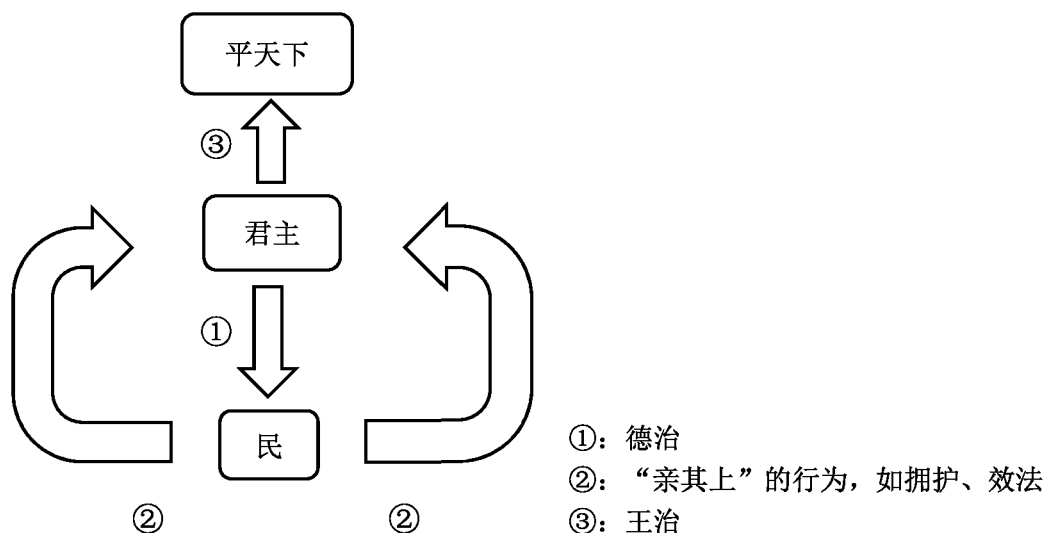 平天下
③
君主
①
民
② ②
①：德治
②：“亲其上”的行为，如拥护、效法
③：王治